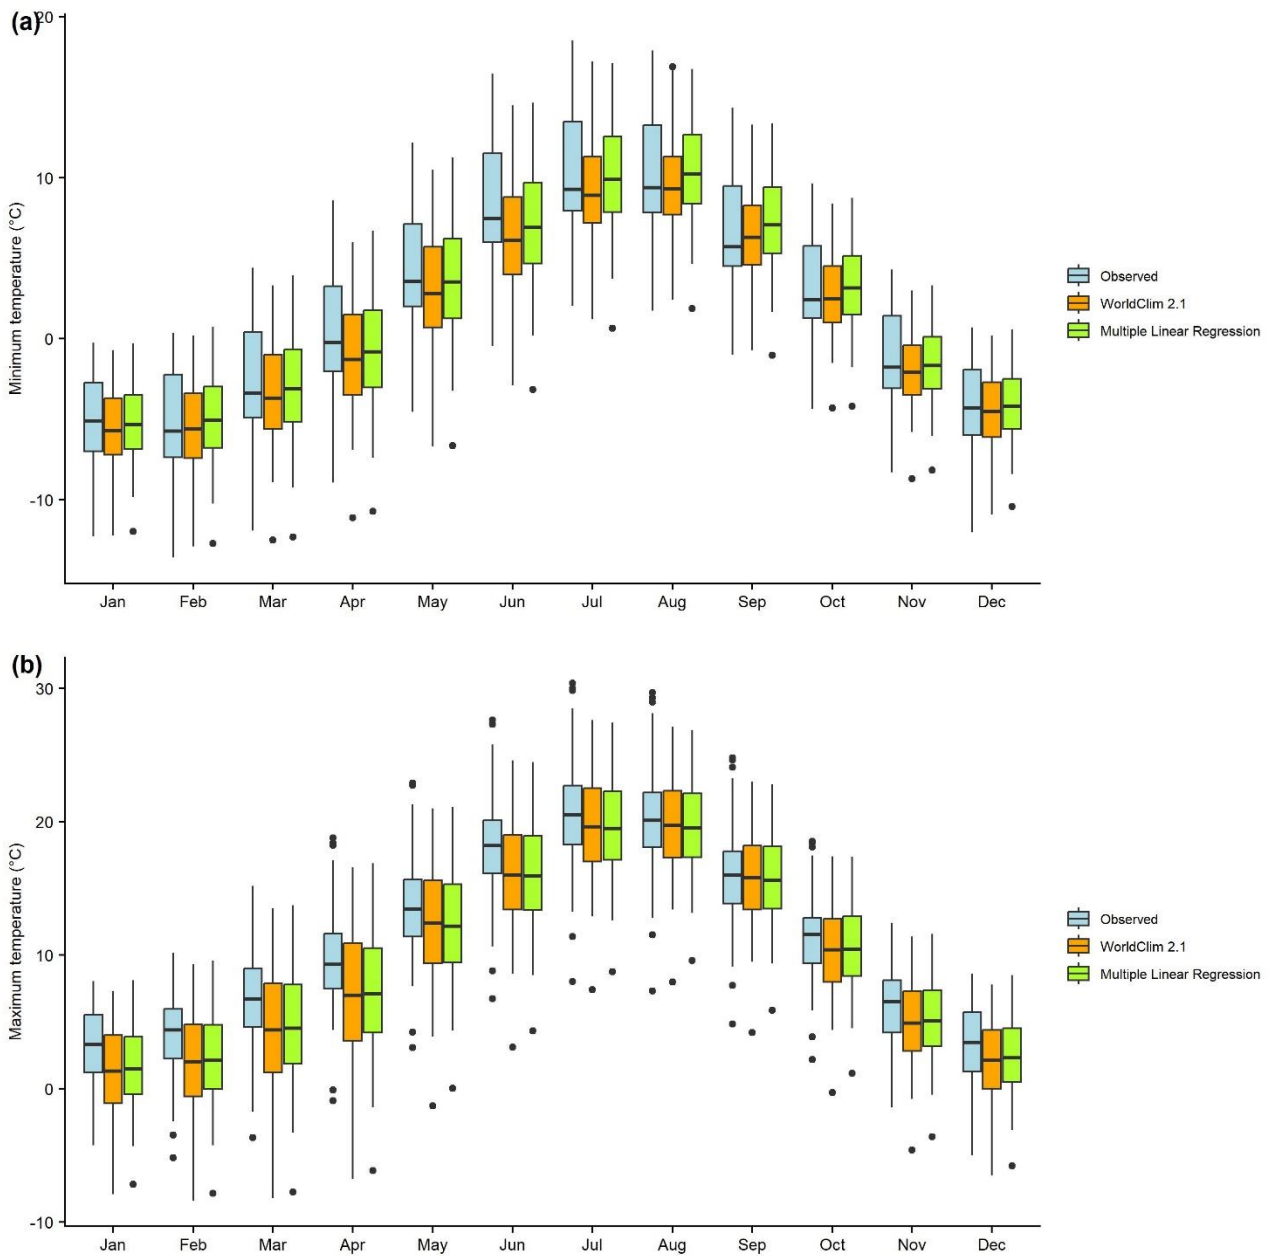 (a)
20
10
0
-10
Minimum temperature (°C)
Jan Feb Mar Apr May Jun Jul Aug Sep Oct Nov Dec
Observed
WorldClim 2.1
Multiple Linear Regression
(b)
30
20
10
0
-10
Maximum temperature (°C)
Jan Feb Mar Apr May Jun Jul Aug Sep Oct Nov Dec
Observed
WorldClim 2.1
Multiple Linear Regression